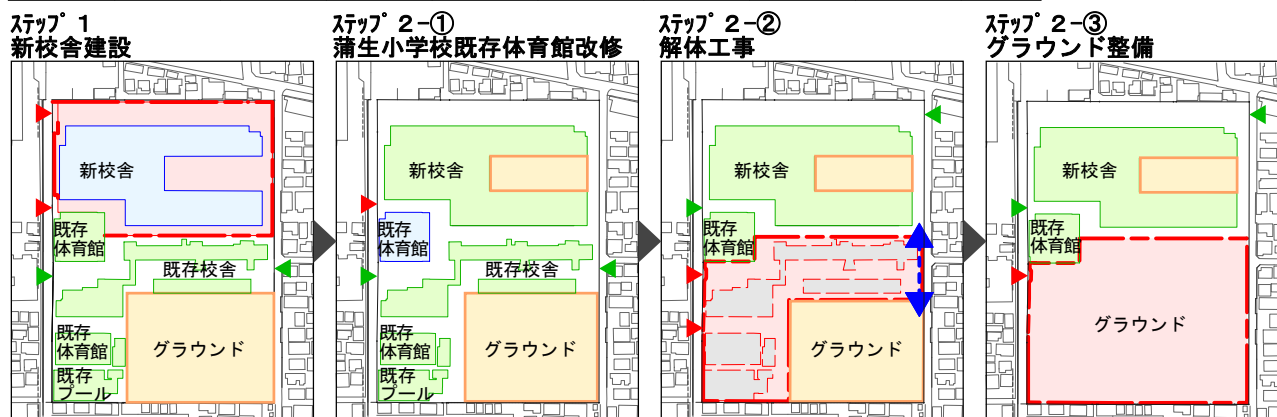 ｽﾃｯﾌﾟ 1
新校舎建設
新校舎
既存
体育館
既存校舎
既存
体育館
グラウンド
既存
プール
ｽﾃｯﾌﾟ 2-①
蒲生小学校既存体育館改修
新校舎
既存
体育館
既存校舎
既存
体育館
グラウンド
既存
プール
ｽﾃｯﾌﾟ 2-②
解体工事
新校舎
既存
体育館
グラウンド
ｽﾃｯﾌﾟ 2-③
グラウンド整備
新校舎
既存
体育館
グラウンド